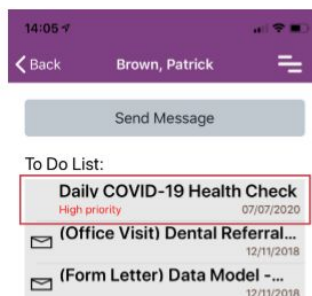 14:05
Back Brown, Patrick
Send Message
To Do List:
Daily COVID-19 Health Check
High priority 07/07/2020
(Office Visit) Dental Referral...
12/11/2018
(Form Letter) Data Model -...
12/11/2018